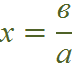 x = в/a